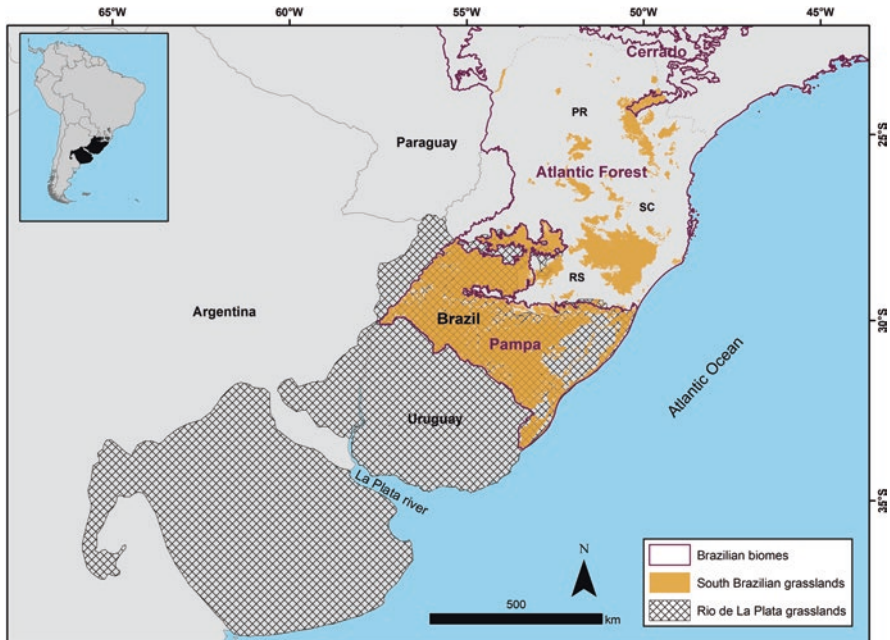 65°W
60°W
55°W
50°W
45°W
Cerrado
PR
25°S
Paraguay
Atlantic Forest
SC
RS
Argentina
Brazil
30°S
Pampa
Atlantic Ocean
Uruguay
La Plata river
35°S
N
500
km
Brazilian biomes
South Brazilian grasslands
Rio de La Plata grasslands